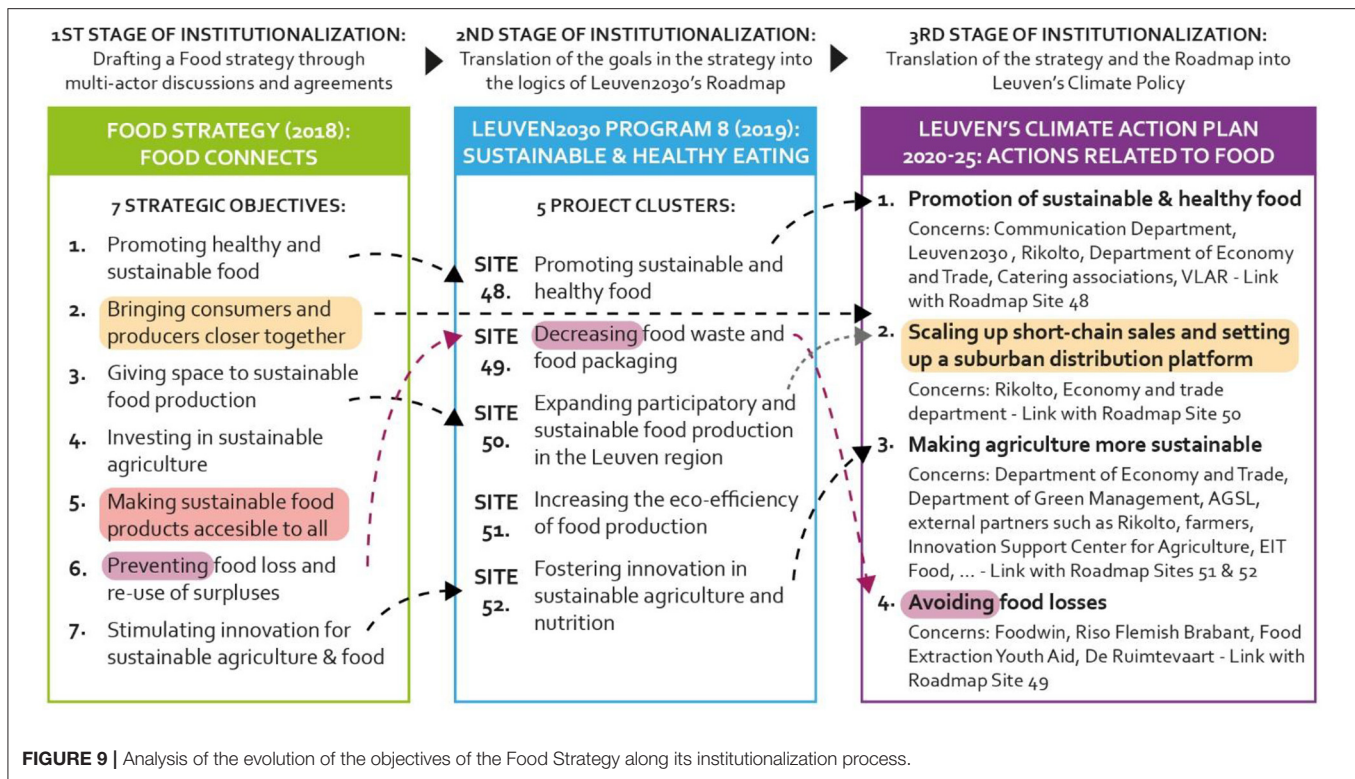 1ST STAGE OF INSTITUTIONALIZATION:
Drafting a Food strategy through
multi-actor discussions and agreements
2ND STAGE OF INSTITUTIONALIZATION:
Translation of the goals in the strategy into
the logics of Leuven2030's Roadmap
3RD STAGE OF INSTITUTIONALIZATION:
Translation of the strategy and the Roadmap into
Leuven's Climate Policy
FOOD STRATEGY (2018):
FOOD CONNECTS
7 STRATEGIC OBJECTIVES:
1. Promoting healthy and
sustainable food
2. Bringing consumers and
producers closer together
3. Giving space to sustainable
food production
4. Investing in sustainable
agriculture
5. Making sustainable food
products accesible to all
6. Preventing food loss and
re-use of surpluses
7. Stimulating innovation for
sustainable agriculture & food
LEUVEN2030 PROGRAM 8 (2019):
SUSTAINABLE & HEALTHY EATING
5 PROJECT CLUSTERS:
SITE Promoting sustainable and
48. healthy food
SITE Decreasing food waste and
49. food packaging
SITE Expanding participatory and
50. sustainable food production
in the Leuven region
SITE Increasing the eco-efficiency
51. of food production
SITE Fostering innovation in
52. sustainable agriculture and
nutrition
LEUVEN'S CLIMATE ACTION PLAN
2020-25: ACTIONS RELATED TO FOOD
1. Promotion of sustainable & healthy food
Concerns: Communication Department,
Leuven2030 , Rikolto, Department of Economy
and Trade, Catering associations, VLAR - Link
with Roadmap Site 48
2. Scaling up short-chain sales and setting
up a suburban distribution platform
Concerns: Rikolto, Economy and trade
department - Link with Roadmap Site 50
3. Making agriculture more sustainable
Concerns: Department of Economy and Trade,
Department of Green Management, AGSL,
external partners such as Rikolto, farmers,
Innovation Support Center for Agriculture, EIT
Food, ... - Link with Roadmap Sites 51 & 52
4. Avoiding food losses
Concerns: Foodwin, Riso Flemish Brabant, Food
Extraction Youth Aid, De Ruimtevaart - Link with
Roadmap Site 49
FIGURE 9 | Analysis of the evolution of the objectives of the Food Strategy along its institutionalization process.